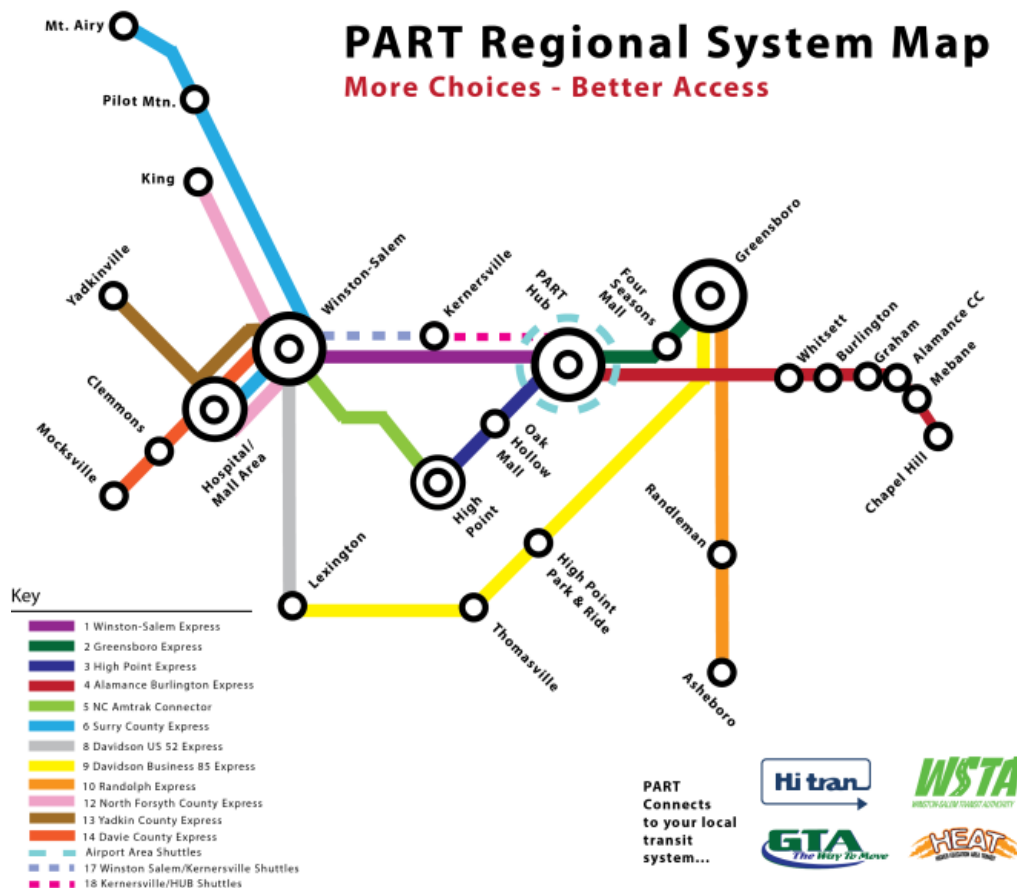 PART Regional System Map
More Choices - Better Access
Mt. Airy
Pilot Mtn.
King
Yadkinville
Winston-Salem
Kernersville
PART
Hub
Four
Seasons
Mall
Greensboro
Whitsett
Burlington
Graham
Alamance CC
Mebane
Chapel Hill
Clemmons
Mocksville
Hospital/
Mall Area
High
Point
Oak
Hollow
Mall
Lexington
Thomasville
High Point
Park & Ride
Randleman
Asheboro
Key
1 Winston-Salem Express
2 Greensboro Express
3 High Point Express
4 Alamance Burlington Express
5 NC Amtrak Connector
6 Surry County Express
8 Davidson US 52 Express
9 Davidson Business 85 Express
10 Randolph Express
12 North Forsyth County Express
13 Yadkin County Express
14 Davie County Express
Airport Area Shuttles
17 Winston Salem/Kernersville Shuttles
18 Kernersville/HUB Shuttles
PART
Connects
to your local
transit
system...
Hi tran
WSTA
WINSTON-SALEM TRANSIT AUTHORITY
GTA
The Way To Move
HEAT